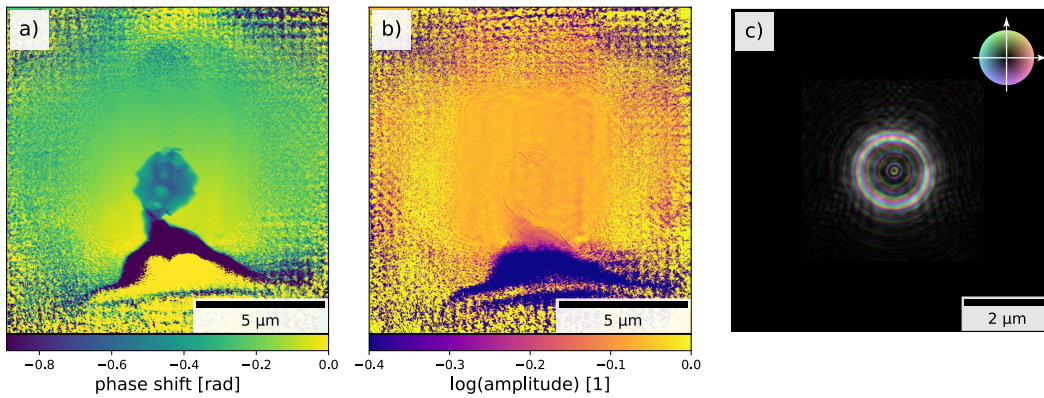 a)
b)
c)
5 μm
5 μm
2 μm
−0.8 −0.6 −0.4 −0.2 0.0
−0.4 −0.3 −0.2 −0.1 0.0
phase shift [rad]
log(amplitude) [1]